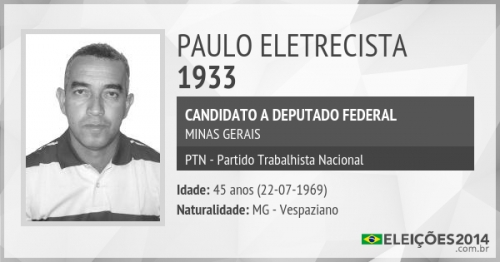 PAULO ELETRECISTA
1933
CANDIDATO A DEPUTADO FEDERAL
MINAS GERAIS
PTN - Partido Trabalhista Nacional
Idade: 45 anos (22-07-1969)
Naturalidade: MG - Vespaziano
ELEIÇÕES2014
.com.br